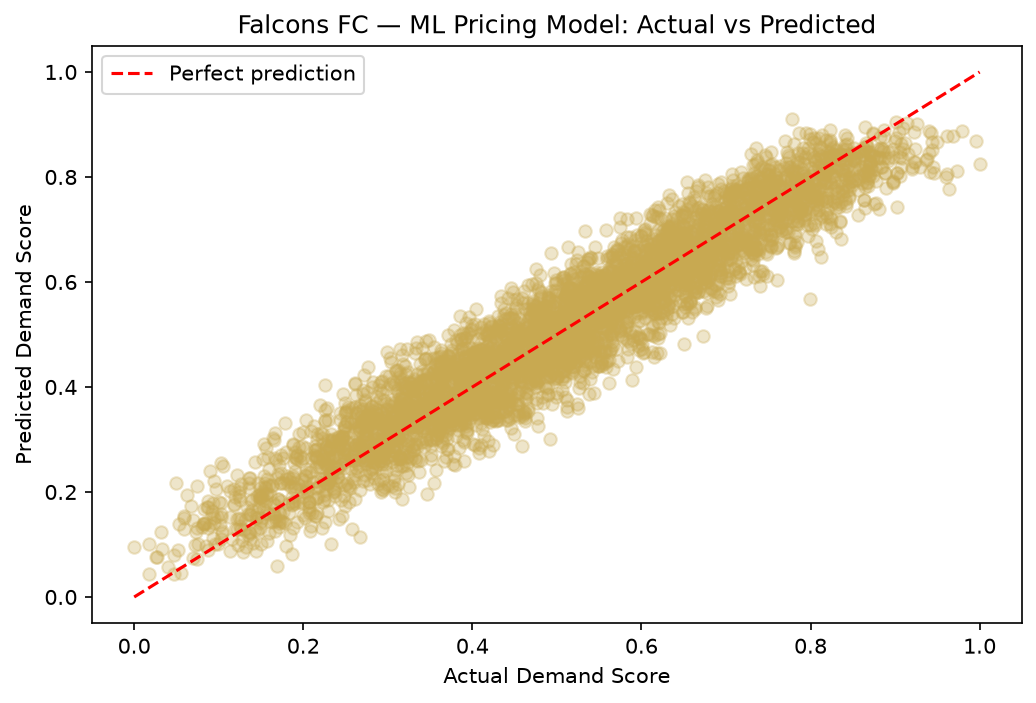 Falcons FC — ML Pricing Model: Actual vs Predicted
Perfect prediction
Predicted Demand Score
1.0
0.8
0.6
0.4
0.2
0.0
0.0 0.2 0.4 0.6 0.8 1.0
Actual Demand Score